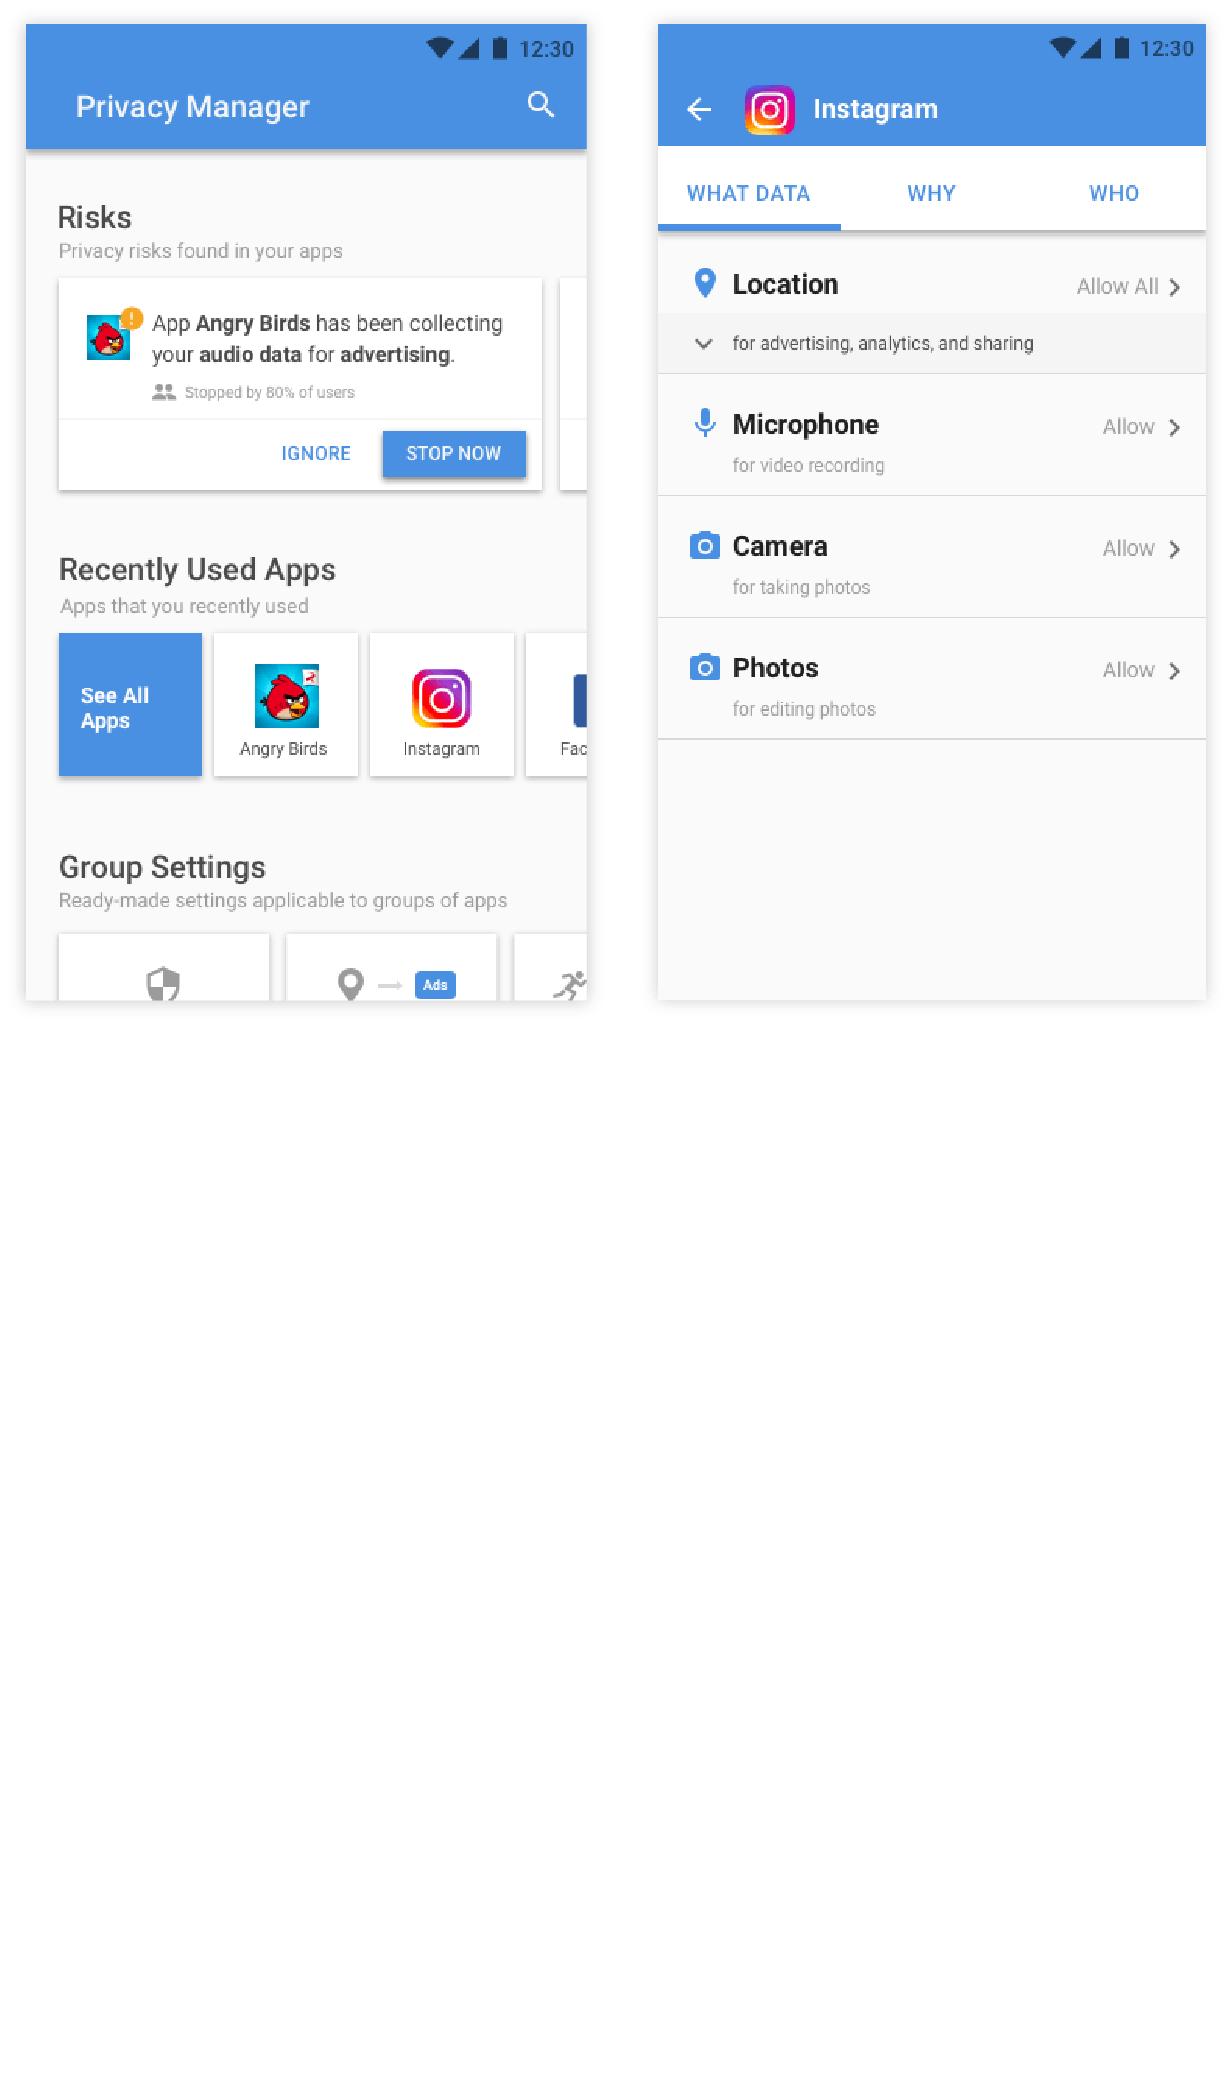 12:30
Privacy Manager
Risks
Privacy risks found in your apps
App Angry Birds has been collecting
your audio data for advertising.
Stopped by 80% of users
IGNORE STOP NOW
Recently Used Apps
Apps that you recently used
See All
Apps
Angry Birds
Instagram
Fac
Group Settings
Ready-made settings applicable to groups of apps
Ads
12:30
Instagram
WHAT DATA WHY WHO
Location Allow All
for advertising, analytics, and sharing
Microphone Allow
for video recording
Camera Allow
for taking photos
Photos Allow
for editing photos